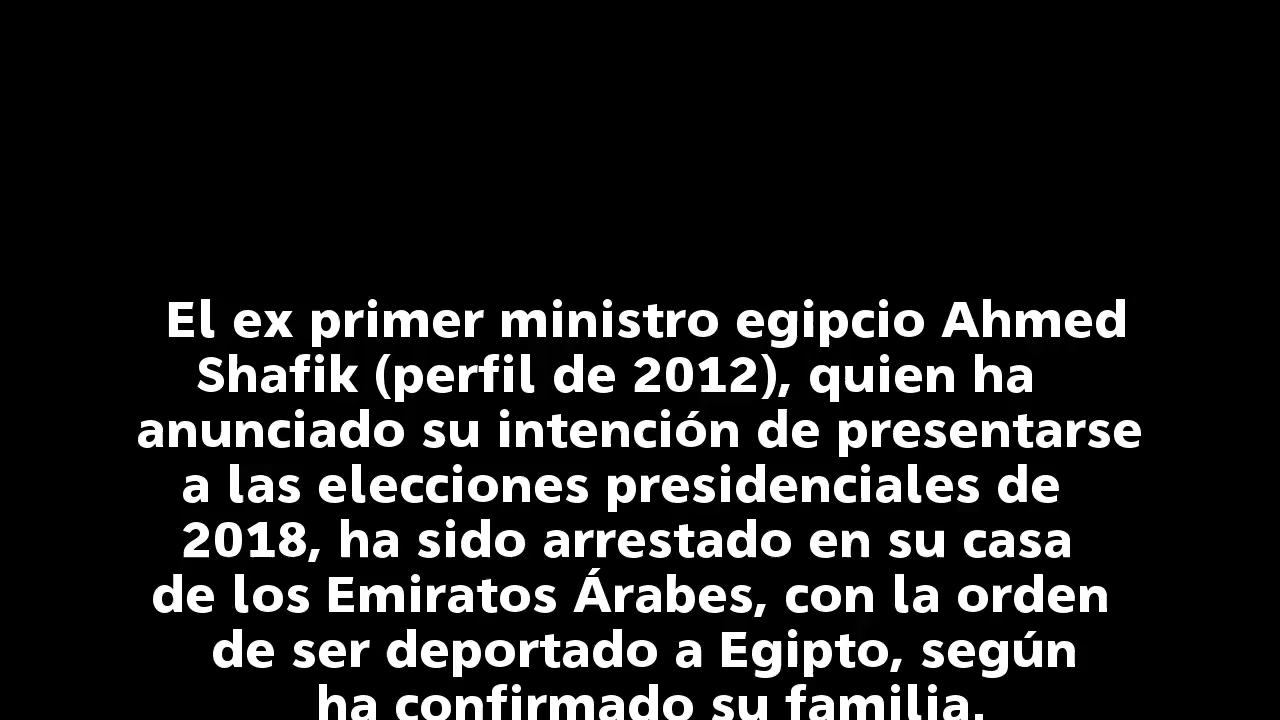 El ex primer ministro egipcio Ahmed
Shafik (perfil de 2012), quien ha
anunciado su intención de presentarse
a las elecciones presidenciales de
2018, ha sido arrestado en su casa
de los Emiratos Árabes, con la orden
de ser deportado a Egipto, según
ha confirmado su familia.